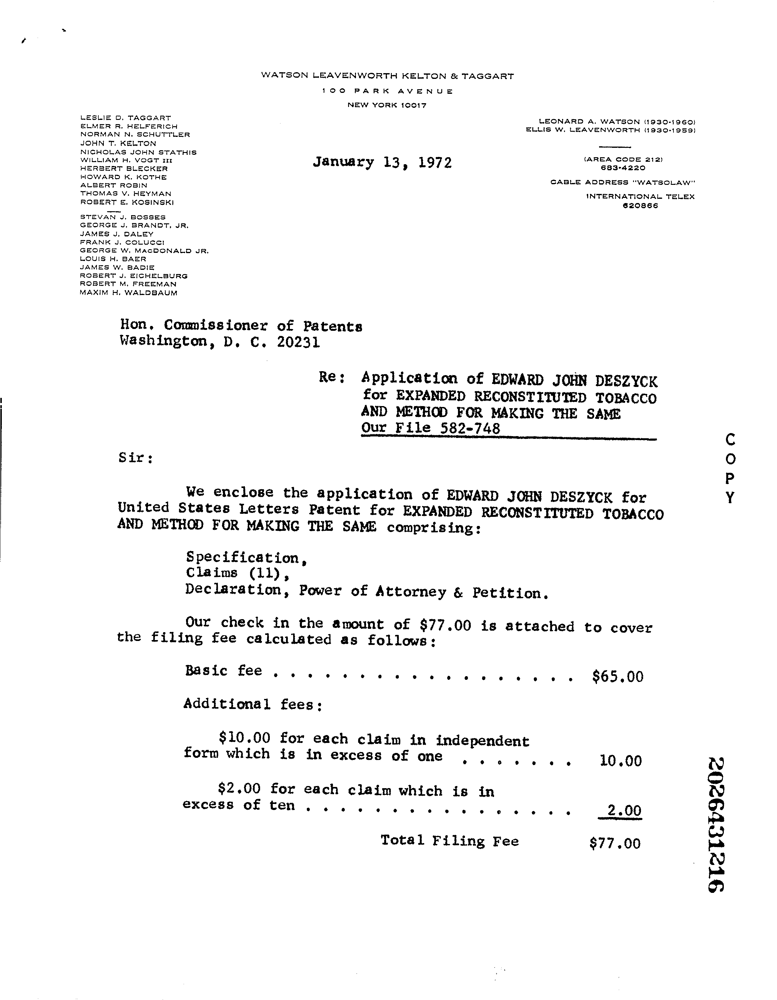 WATSON LEAVENWORTH KELTON & TAGGART
100 PARK AVENUE
NEW YORK 10017
LESLIE D. TAGGART
ELMER R. HELFERICH
NORMAN N. SCHUTTLER
JOHN T. KELTON
NICHOLAS JOHN STATHIS
WILLIAM H. VOGT III
HERBERT BLECKER
HOWARD K. KOTHE
ALBERT ROBIN
THOMAS V. HEYMAN
ROBERT E. KOSINSKI
STEVAN J. BOSSES
GEORGE J. BRANDT, JR.
JAMES J. DALEY
FRANK J. COLUCCI
GEORGE W. MACDONALD JR.
LOUIS H. BAER
JAMES W. BADIE
ROBERT J. EICHELBURG
ROBERT M. FREEMAN
MAXIM H. WALDBAUM
LEONARD A. WATSON (1930-1960)
ELLIS W. LEAVENWORTH (1930-1959)
(AREA CODE 212)
683-4220
CABLE ADDRESS "WATSOLAW"
INTERNATIONAL TELEX
620866
January 13, 1972
Hon. Commissioner of Patents
Washington, D. C. 20231
Re: Application of EDWARD JOHN DESZYCK
for EXPANDED RECONSTITUTED TOBACCO
AND METHOD FOR MAKING THE SAME
Our File 582-748
Sir:
We enclose the application of EDWARD JOHN DESZYCK for
United States Letters Patent for EXPANDED RECONSTITUTED TOBACCO
AND METHOD FOR MAKING THE SAME comprising:
Specification,
Claims (11),
Declaration, Power of Attorney & Petition.
Our check in the amount of $77.00 is attached to cover
the filing fee calculated as follows:
Basic fee . . . . . . . . . . . . . . . . . . $65.00
Additional fees:
$10.00 for each claim in independent
form which is in excess of one . . . . . . . 10.00
$2.00 for each claim which is in
excess of ten . . . . . . . . . . . . . . . . 2.00
Total Filing Fee $77.00
COPY
2026431216